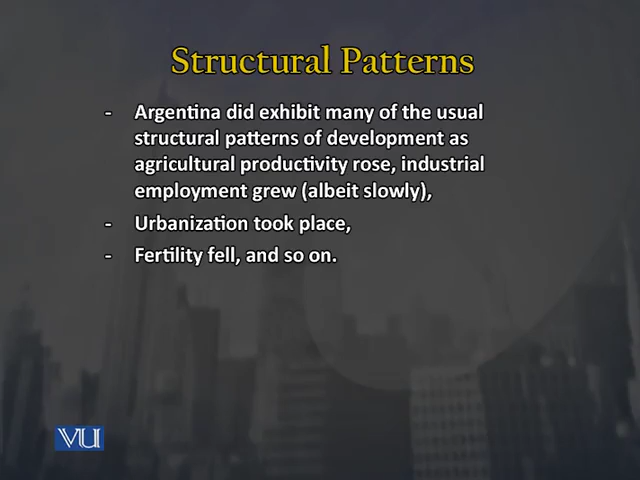 Structural Patterns
- Argentina did exhibit many of the usual
structural patterns of development as
agricultural productivity rose, industrial
employment grew (albeit slowly),
- Urbanization took place,
- Fertility fell, and so on.
VU